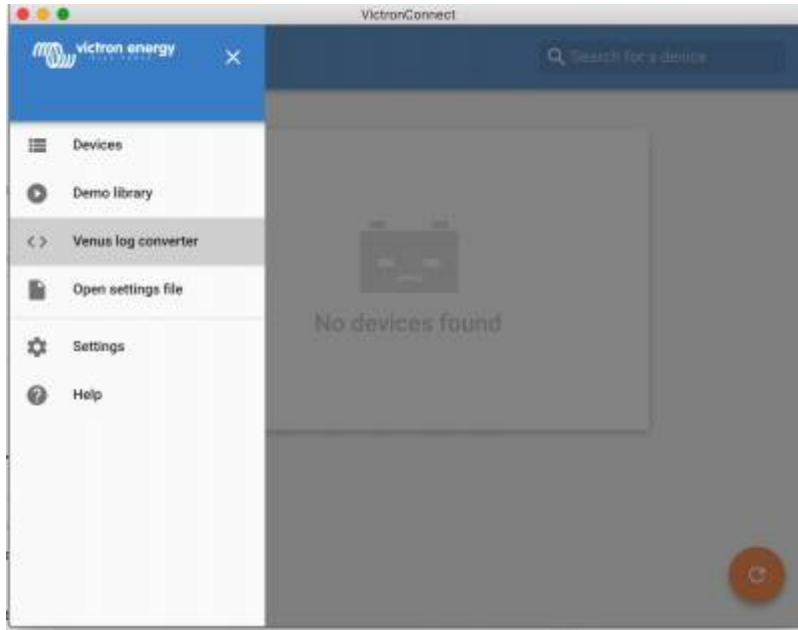 VictronConnect
victron energy
Search for a device
Devices
Demo library
Venus log converter
Open settings file
No devices found
Settings
Help